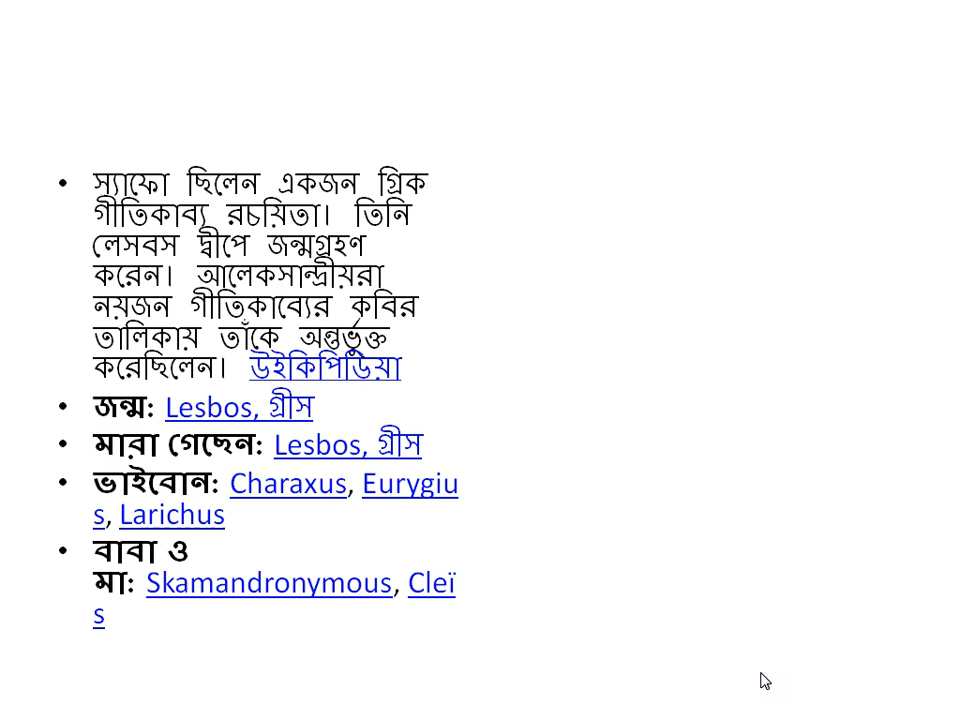 • স্যাফো ছিলেন একজন গ্রিক
গীতিকাব্য রচয়িতা। তিনি
লেসবস দ্বীপে জন্মগ্রহণ
করেন। আলেকসান্দ্রীয়রা
নয়জন গীতিকাব্যের কবির
তালিকায় তাঁকে অন্তর্ভুক্ত
করেছিলেন। উইকিপিডিয়া
• জন্ম: Lesbos, গ্রীস
• মারা গেছেন: Lesbos, গ্রীস
• ভাইবোন: Charaxus, Eurygiu
s, Larichus
• বাবা ও
মা: Skamandronymous, Cleï
s